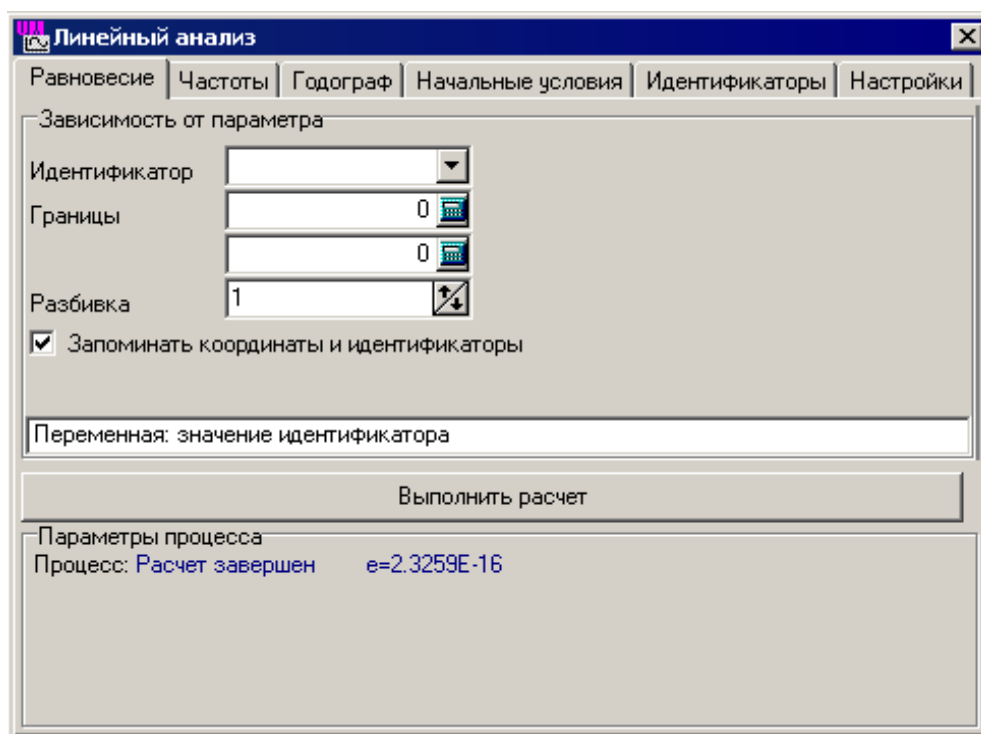 Линейный анализ
Равновесие Частоты Годограф Начальные условия Идентификаторы Настройки
Зависимость от параметра
Идентификатор
Границы 0
0
Разбивка 1
Запоминать координаты и идентификаторы
Переменная: значение идентификатора
Выполнить расчет
Параметры процесса
Процесс: Расчет завершен e=2.3259E-16